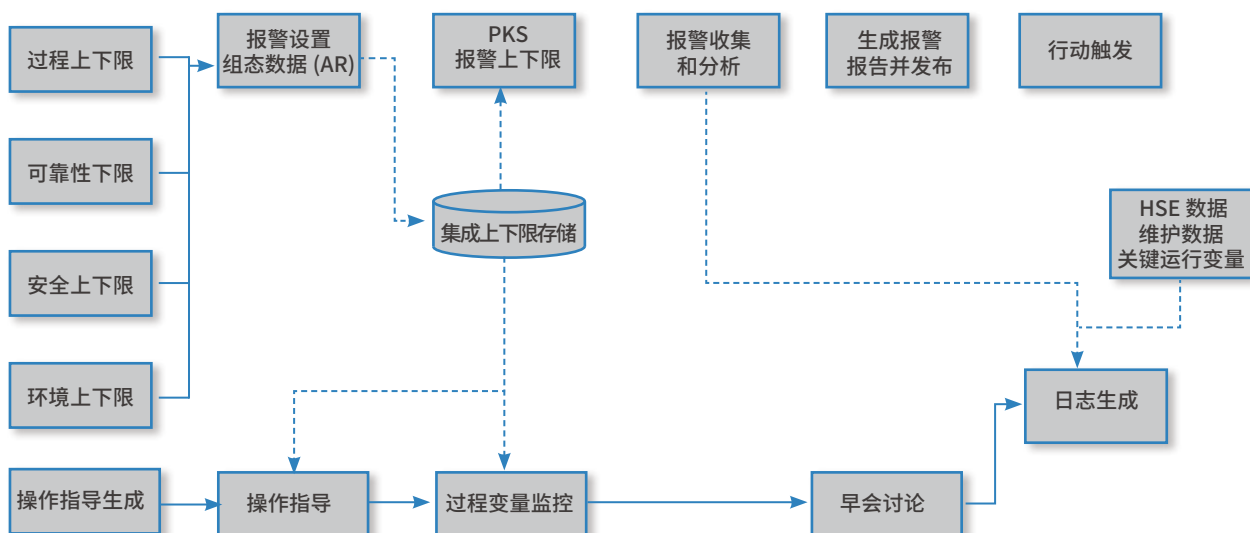 过程上下限
报警设置
组态数据 (AR)
PKS
报警上下限
报警收集
和分析
生成报警
报告并发布
行动触发
可靠性下限
HSE 数据
维护数据
关键运行变量
集成上下限存储
安全上下限
环境上下限
日志生成
操作指导生成
操作指导
过程变量监控
早会讨论